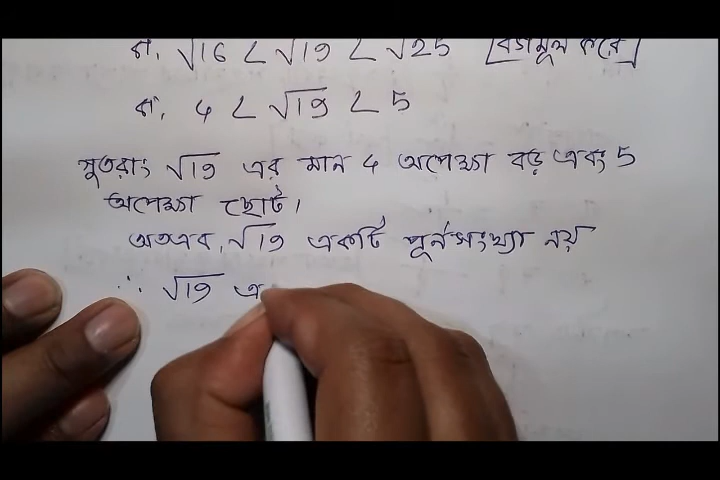 বা, √16 < √19 < √25 [বর্গমূল করে]
বা, 4 < √19 < 5
সুতরাং √19 এর মান 4 অপেক্ষা বড় এবং 5
অপেক্ষা ছোট।
অতএব, √19 একটি পূর্নসংখ্যা নয়
∴ √19 এ